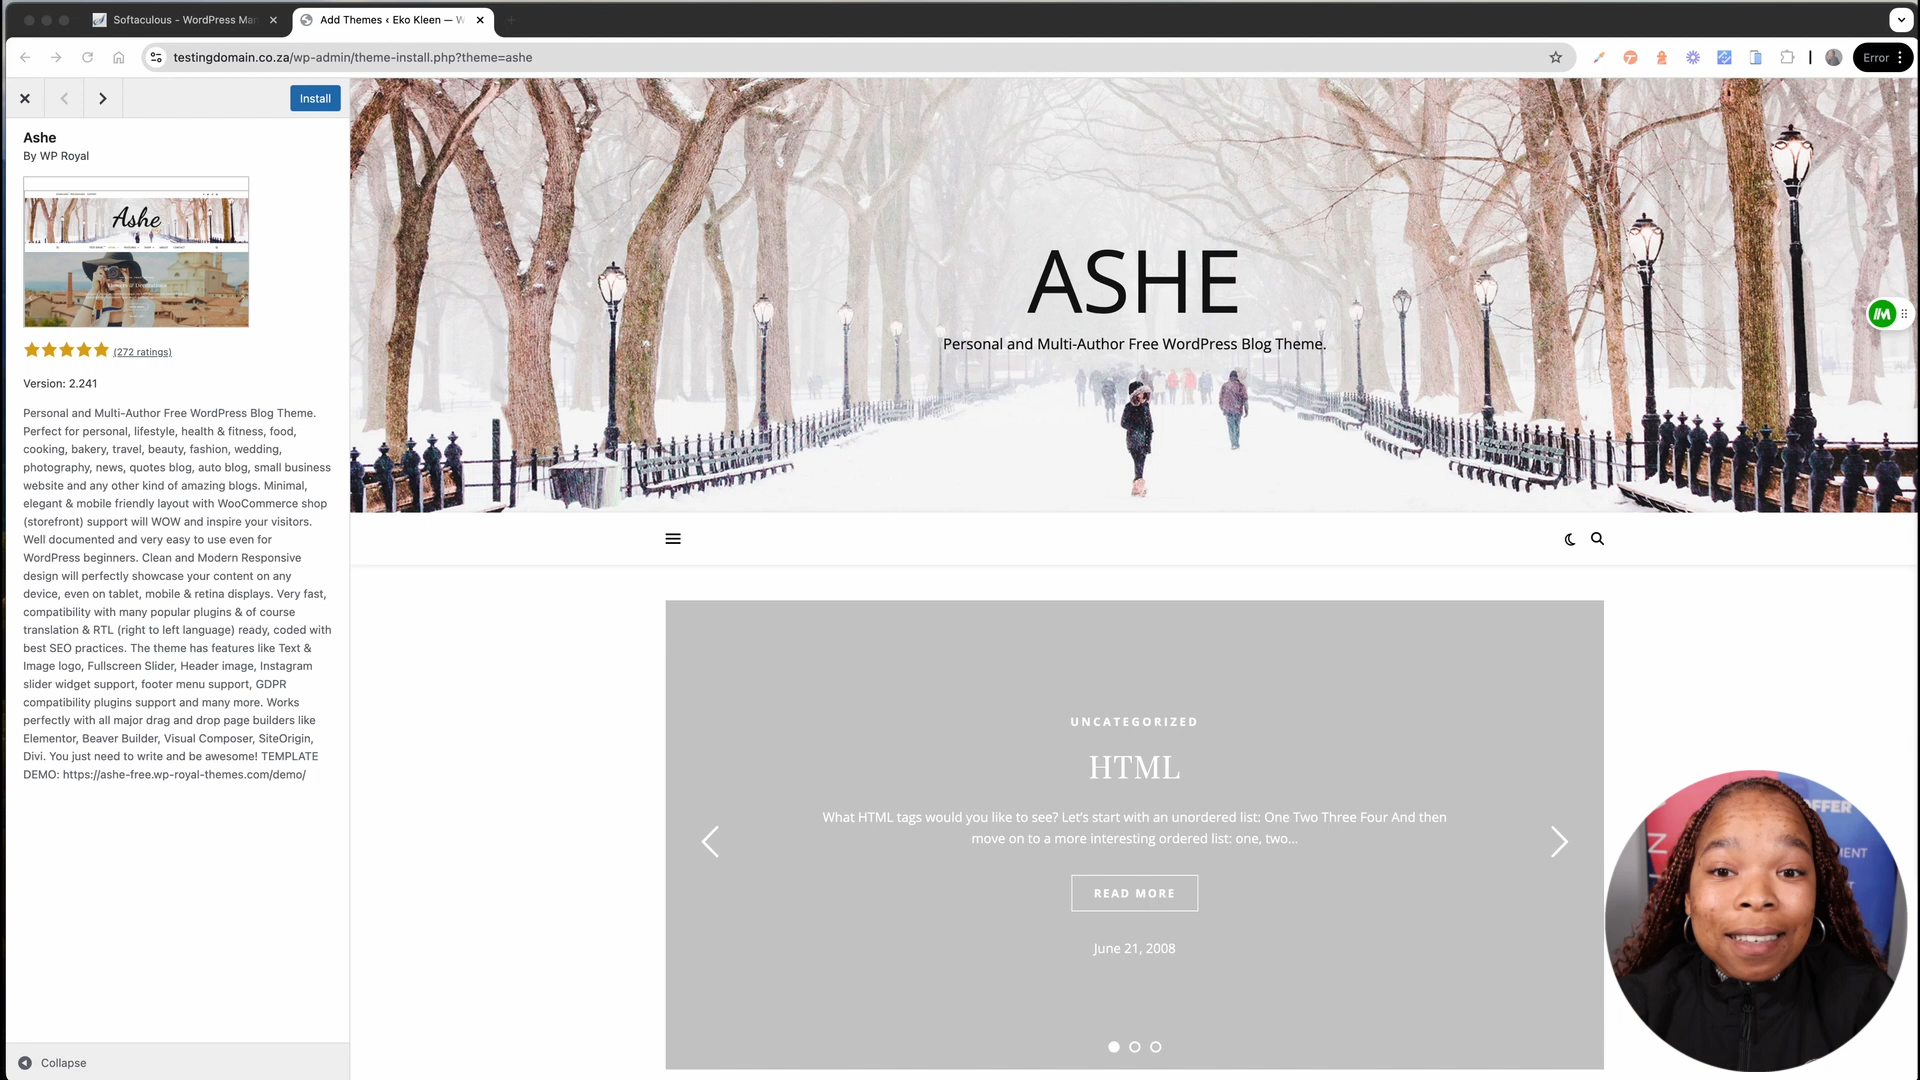 Softaculous - WordPress Man
Add Themes ‹ Eko Kleen — W
testingdomain.co.za/wp-admin/theme-install.php?theme=ashe
Error
Install
Ashe
By WP Royal
Ashe
(272 ratings)
Version: 2.241
Personal and Multi-Author Free WordPress Blog Theme.
Perfect for personal, lifestyle, health & fitness, food,
cooking, bakery, travel, beauty, fashion, wedding,
photography, news, quotes blog, auto blog, small business
website and any other kind of amazing blogs. Minimal,
elegant & mobile friendly layout with WooCommerce shop
(storefront) support will WOW and inspire your visitors.
Well documented and very easy to use even for
WordPress beginners. Clean and Modern Responsive
design will perfectly showcase your content on any
device, even on tablet, mobile & retina displays. Very fast,
compatibility with many popular plugins & of course
translation & RTL (right to left language) ready, coded with
best SEO practices. The theme has features like Text &
Image logo, Fullscreen Slider, Header image, Instagram
slider widget support, footer menu support, GDPR
compatibility plugins support and many more. Works
perfectly with all major drag and drop page builders like
Elementor, Beaver Builder, Visual Composer, SiteOrigin,
Divi. You just need to write and be awesome! TEMPLATE
DEMO: https://ashe-free.wp-royal-themes.com/demo/
Collapse
ASHE
Personal and Multi-Author Free WordPress Blog Theme.
UNCATEGORIZED
HTML
What HTML tags would you like to see? Let's start with an unordered list: One Two Three Four And then
move on to a more interesting ordered list: one, two...
READ MORE
June 21, 2008
OFFER